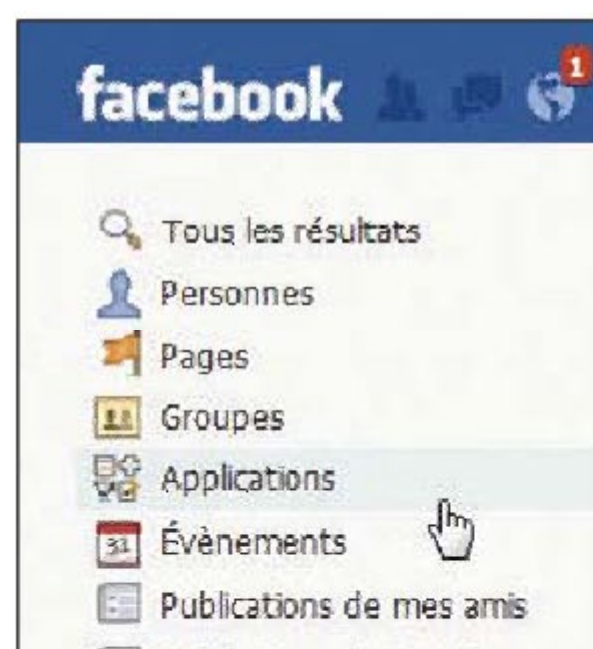 facebook
1
Tous les résultats
Personnes
Pages
Groupes
Applications
31
Évènements
Publications de mes amis